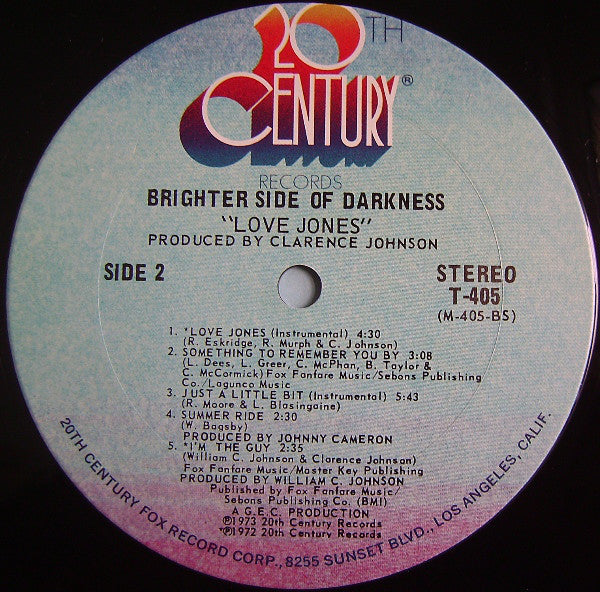 20TH
CENTURY®
RECORDS
BRIGHTER SIDE OF DARKNESS
"LOVE JONES"
PRODUCED BY CLARENCE JOHNSON
SIDE 2
STEREO
T-405
(M-405-BS)
1. *LOVE JONES (Instrumental) 4:30
(R. Eskridge, R. Murph & C. Johnson)
2. SOMETHING TO REMEMBER YOU BY 3:08
(L. Dees, L. Greer, C. McPhan, B. Taylor &
C. McCormick) Fox Fanfare Music/Sebons Publishing
Co./Lagunco Music
3. JUST A LITTLE BIT (Instrumental) 5:43
(R. Moore & L. Blasingaine)
4. SUMMER RIDE 2:30
(W. Bagsby)
PRODUCED BY JOHNNY CAMERON
5. *I'M THE GUY 2:35
(William C. Johnson & Clarence Johnson)
Fox Fanfare Music/Master Key Publishing
PRODUCED BY WILLIAM C. JOHNSON
Published by Fox Fanfare Music/
Sebons Publishing Co. (BMI)
A G.E.C. PRODUCTION
℗1973 20th Century Records
*℗1972 20th Century Records
20TH CENTURY FOX RECORD CORP., 8255 SUNSET BLVD., LOS ANGELES, CALIF.